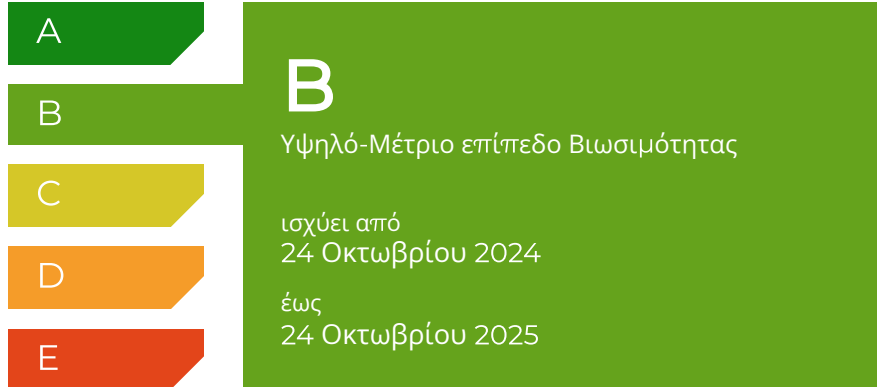 A
B
C
D
E
B
Υψηλό-Μέτριο επίπεδο Βιωσιμότητας
ισχύει από
24 Οκτωβρίου 2024
έως
24 Οκτωβρίου 2025